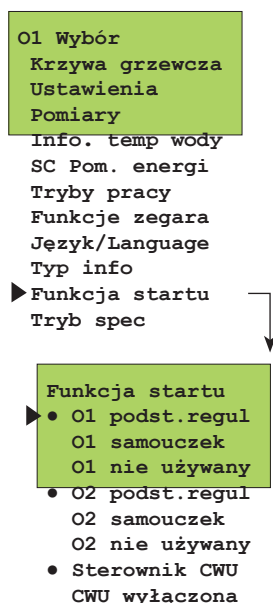 O1 Wybór
Krzywa grzewcza
Ustawienia
Pomiary
Info. temp wody
SC Pom. energi
Tryby pracy
Funkcje zegara
Język/Language
Typ info
Funkcja startu
Tryb spec
Funkcja startu
● O1 podst.regul
O1 samouczek
O1 nie używany
● O2 podst.regul
O2 samouczek
O2 nie używany
● Sterownik CWU
CWU wyłączona